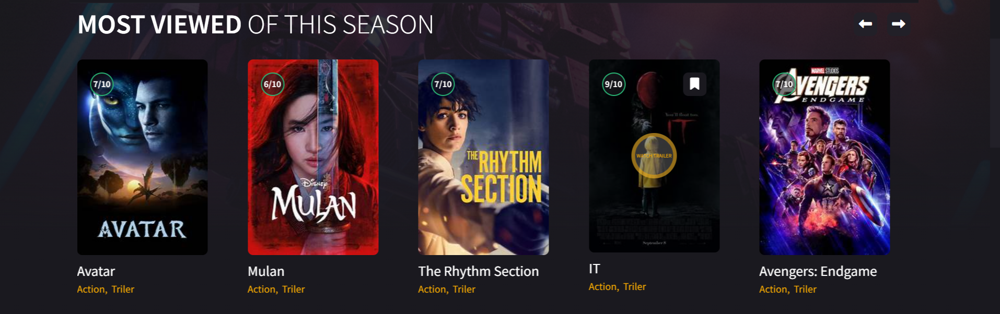 MOST VIEWED OF THIS SEASON
7/10
6/10
7/10
9/10
7/10
AVATAR
DISNEY
MULAN
THE RHYTHM
SECTION
You'll float too.
IT
WATCH TRAILER
September 8
MARVEL STUDIOS
AVENGERS
ENDGAME
Avatar
Action, Triler
Mulan
Action, Triler
The Rhythm Section
Action, Triler
IT
Action, Triler
Avengers: Endgame
Action, Triler